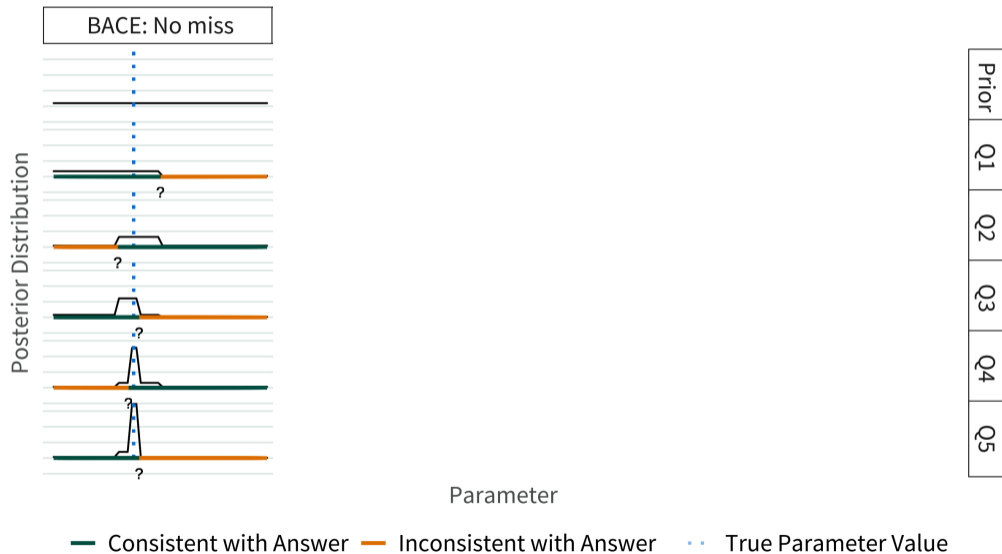 BACE: No miss
Posterior Distribution
Prior
Q1
?
Q2
?
Q3
?
Q4
?
Q5
?
Parameter
Consistent with Answer
Inconsistent with Answer
True Parameter Value